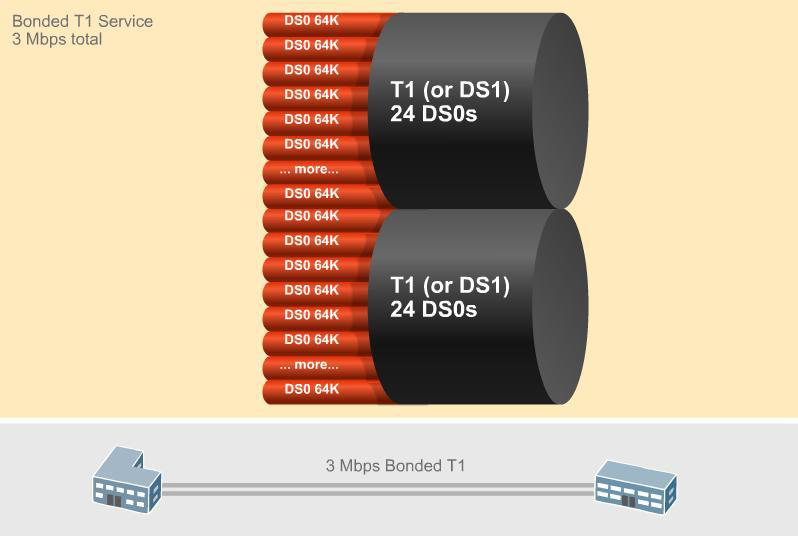 Bonded T1 Service
3 Mbps total
DS0 64K
DS0 64K
DS0 64K
DS0 64K
DS0 64K
DS0 64K
... more...
DS0 64K
T1 (or DS1)
24 DS0s
DS0 64K
DS0 64K
DS0 64K
DS0 64K
DS0 64K
DS0 64K
... more...
DS0 64K
T1 (or DS1)
24 DS0s
3 Mbps Bonded T1